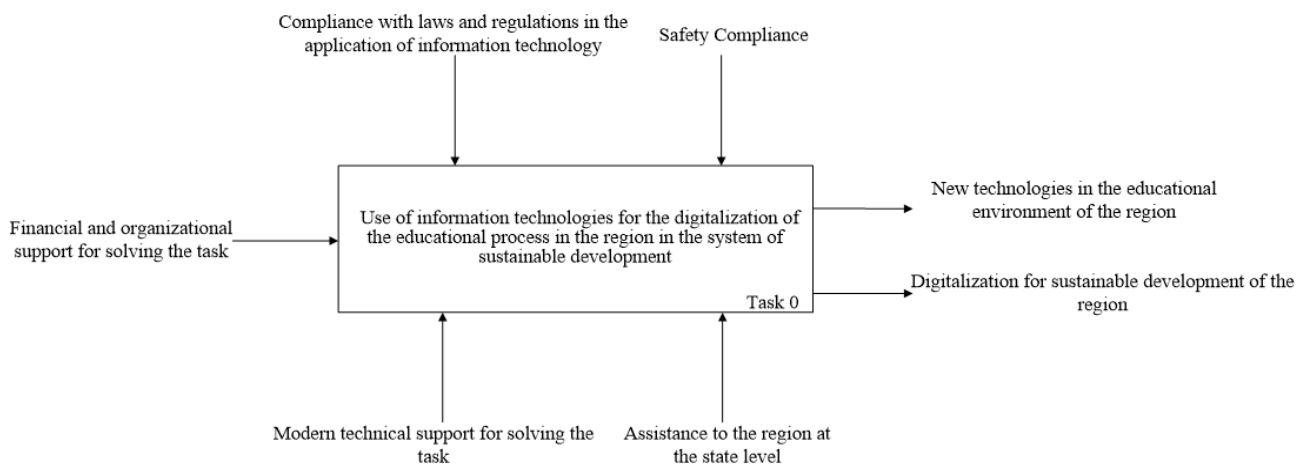 Compliance with laws and regulations in the
application of information technology
Safety Compliance
Financial and organizational
support for solving the task
Use of information technologies for the digitalization of
the educational process in the region in the system of
sustainable development
Task 0
New technologies in the educational
environment of the region
Digitalization for sustainable development of the
region
Modern technical support for solving the
task
Assistance to the region at
the state level